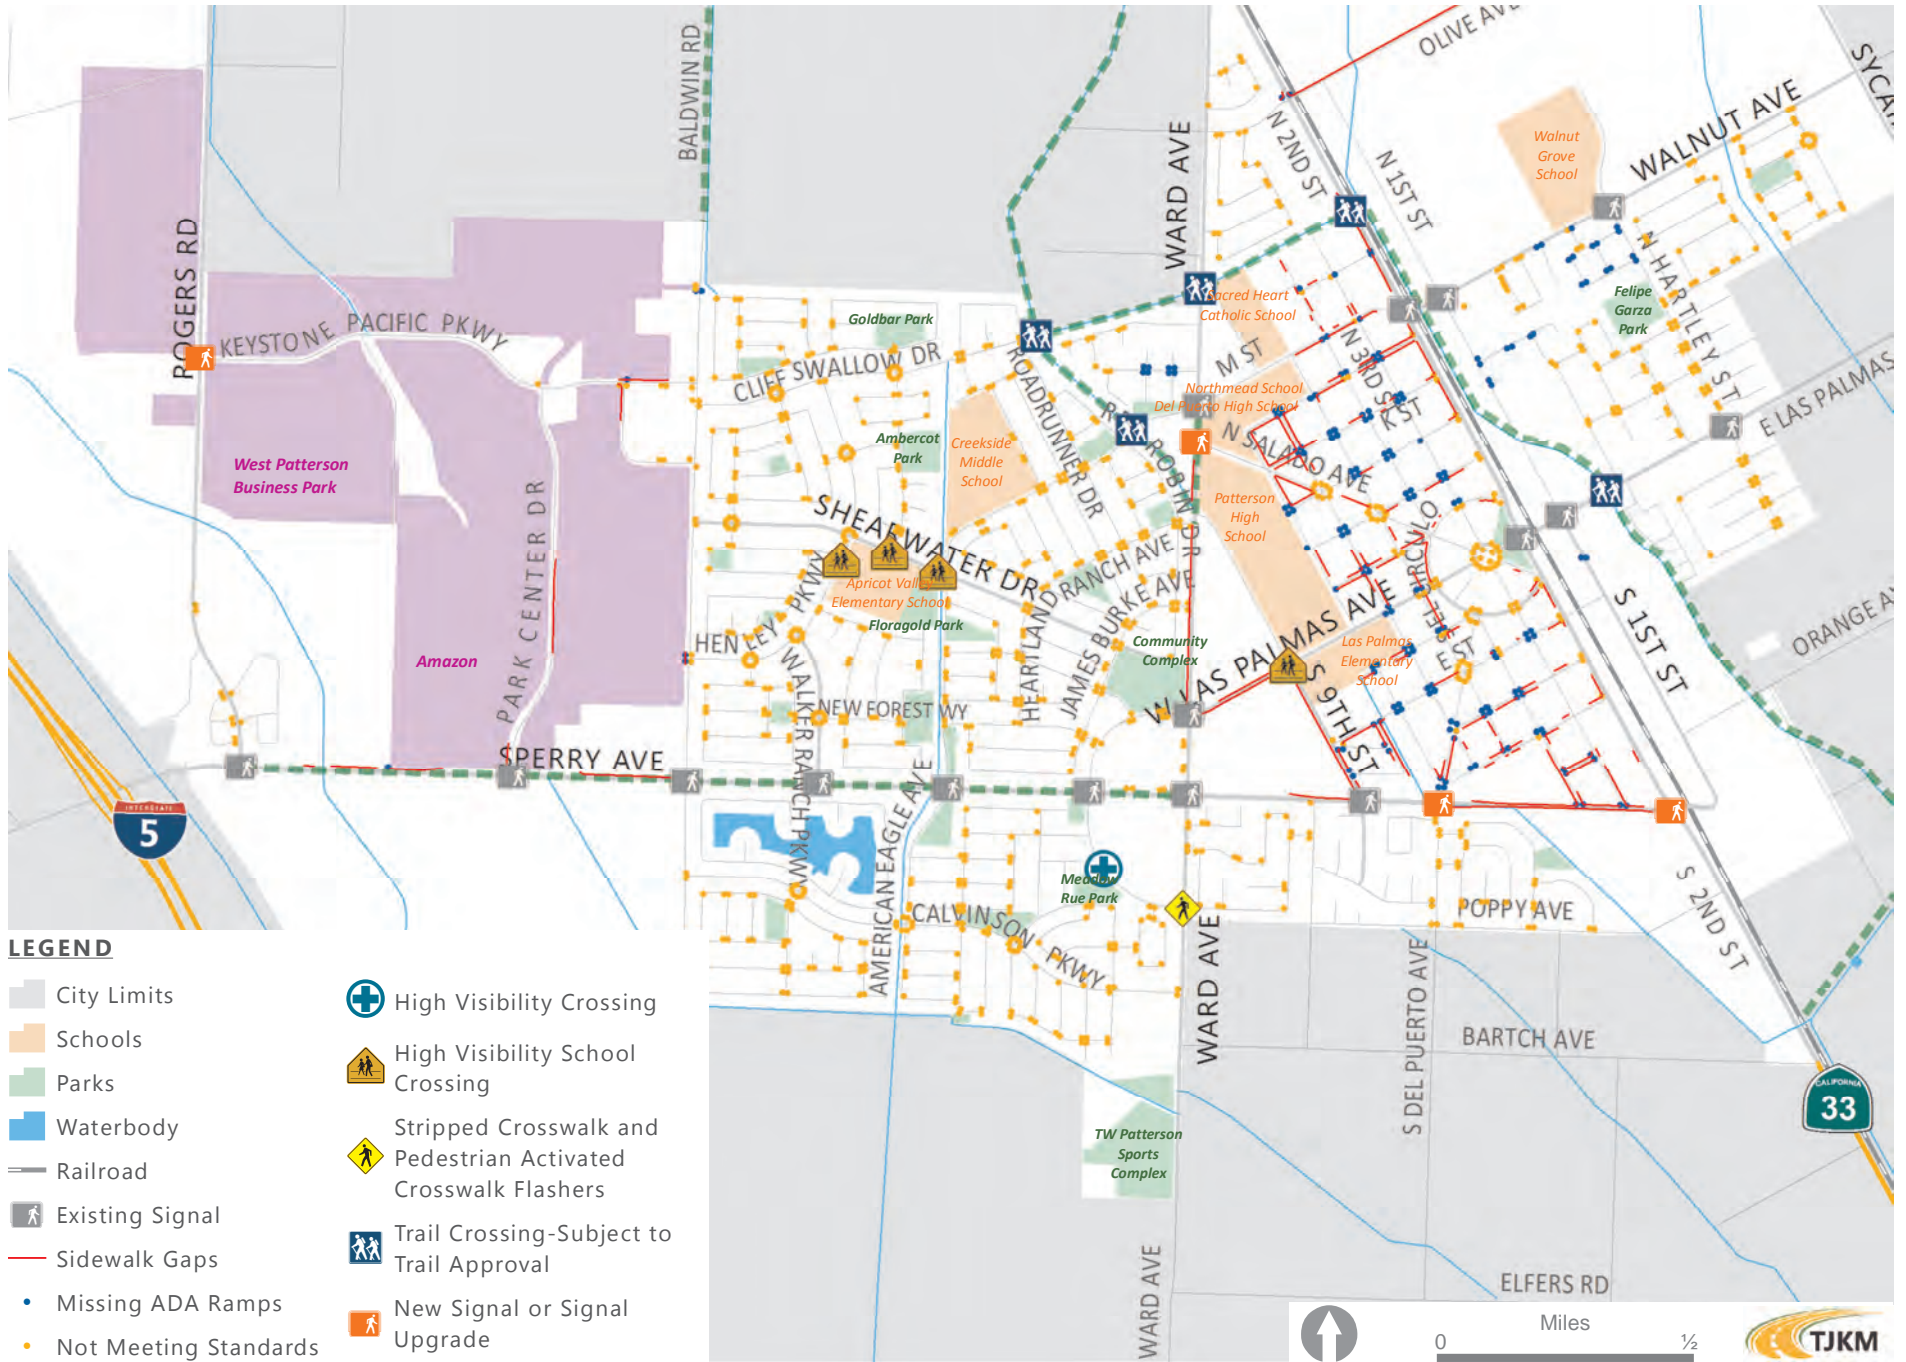 BALDWIN RD
OLIVE AVE
SYCA
WALNUT AVE
Walnut
Grove
School
N 2ND ST
N 1ST ST
WARD AVE
ROGERS RD
KEYSTONE PACIFIC PKWY
Goldbar Park
CLIFF SWALLOW DR
Sacred Heart
Catholic School
M ST
N 3RD ST
K ST
Felipe
Garza
Park
N HARTLEY ST
E LAS PALMAS
Northmead School
Del Puerto High School
ROADRUNNER DR
ROBIN DR
N SALADO AVE
Ambercot
Park
Creekside
Middle
School
West Patterson
Business Park
Patterson
High
School
SHEARWATER DR
PARK CENTER DR
Apricot Valley
Elementary School
Floragold Park
HENLEY PKWY
HEARTLAND RANCH AVE
JAMES BURKE AVE
Community
Complex
W LAS PALMAS AVE
Las Palmas
Elementary
School
E ST
S 1ST ST
ORANGE A
Amazon
WALKER RANCH PKWY
NEW FOREST WY
S 9TH ST
SPERRY AVE
INTERSTATE
5
AMERICAN EAGLE AVE
Meadow
Rue Park
CALVINSON PKWY
POPPY AVE
S 2ND ST
WARD AVE
S DEL PUERTO AVE
BARTCH AVE
CALIFORNIA
33
TW Patterson
Sports
Complex
WARD AVE
ELFERS RD
LEGEND
City Limits
Schools
Parks
Waterbody
Railroad
Existing Signal
Sidewalk Gaps
Missing ADA Ramps
Not Meeting Standards
High Visibility Crossing
High Visibility School
Crossing
Stripped Crosswalk and
Pedestrian Activated
Crosswalk Flashers
Trail Crossing-Subject to
Trail Approval
New Signal or Signal
Upgrade
Miles
0 ½
TJKM